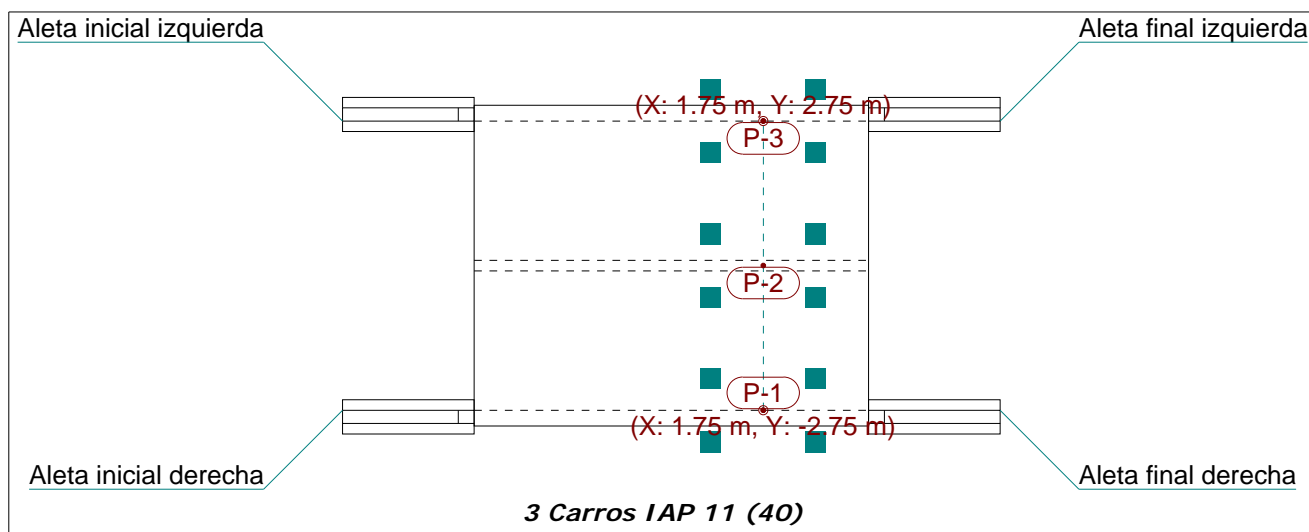 Aleta inicial izquierda
Aleta final izquierda
(X: 1.75 m, Y: 2.75 m)
P-3
P-2
P-1
(X: 1.75 m, Y: -2.75 m)
Aleta inicial derecha
Aleta final derecha
3 Carros IAP 11 (40)